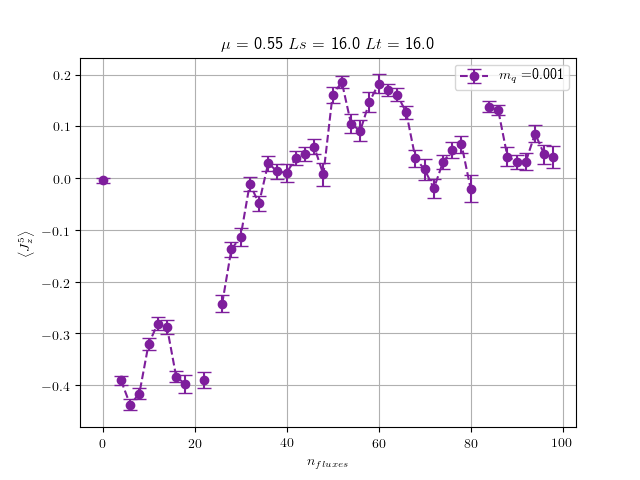 μ = 0.55 Ls = 16.0 Lt = 16.0
m_q =0.001
0.2
0.1
0.0
−0.1
−0.2
−0.3
−0.4
⟨J_z^5⟩
0 20 40 60 80 100
n_fluxes